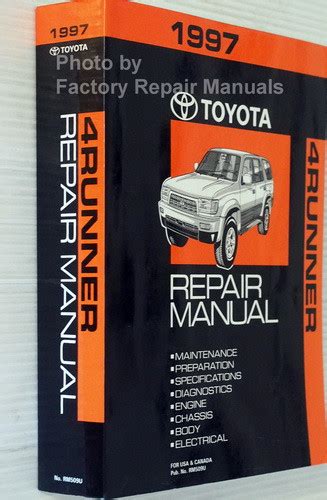 1997
TOYOTA
4RUNNER
REPAIR MANUAL
No. RM509U
Photo by
Factory Repair Manuals
1997
TOYOTA
REPAIR
MANUAL
4RUNNER
■MAINTENANCE
■PREPARATION
■SPECIFICATIONS
■DIAGNOSTICS
■ENGINE
■CHASSIS
■BODY
■ELECTRICAL
FOR USA & CANADA
Pub. No. RM509U